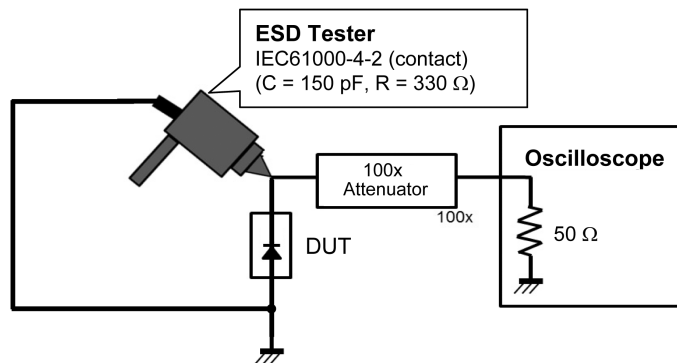 ESD Tester
IEC61000-4-2 (contact)
(C = 150 pF, R = 330 Ω)
Oscilloscope
100x
Attenuator
100x
50 Ω
DUT